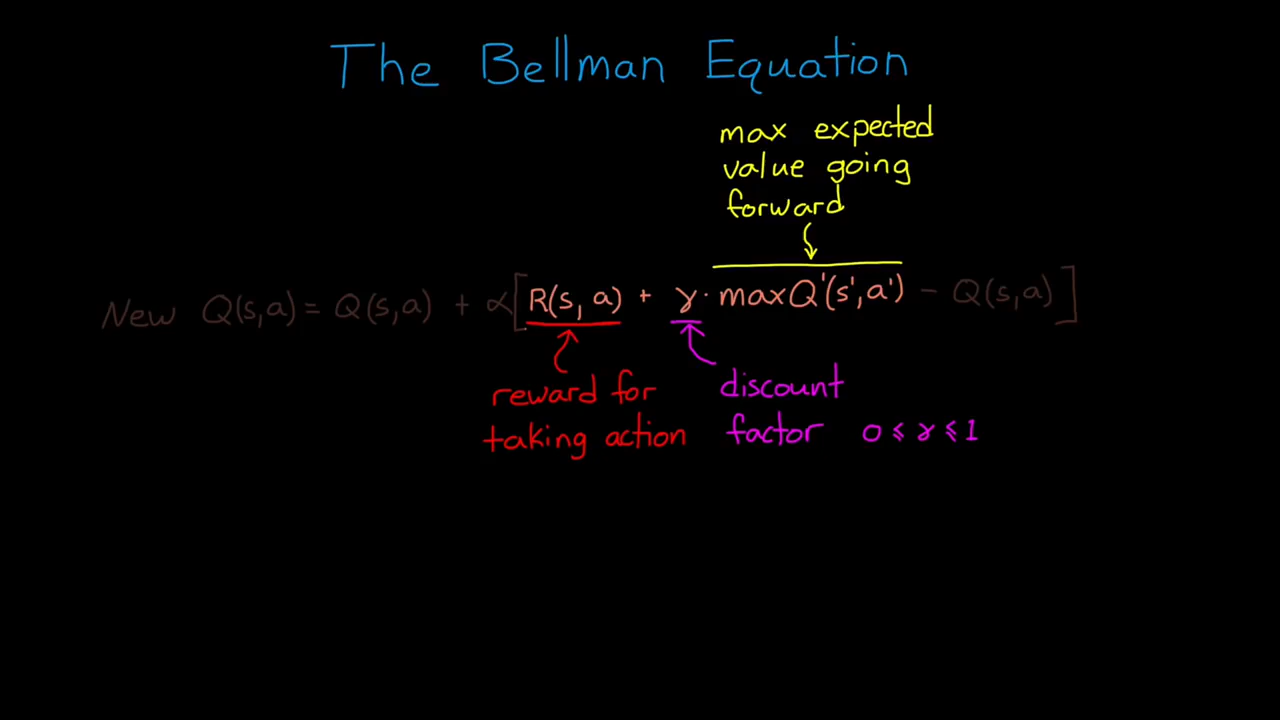 The Bellman Equation
max expected
value going
forward
New Q(s,a) = Q(s,a) + α[R(s, a) + γ · maxQ'(s',a') − Q(s,a)]
reward for
taking action
discount
factor 0 ≤ γ ≤ 1